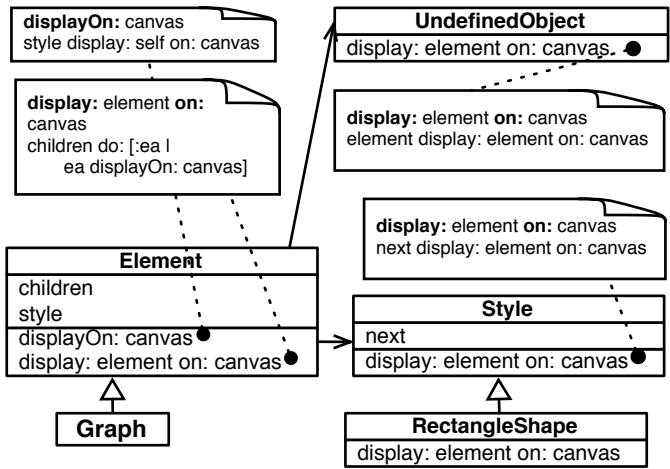 displayOn: canvas
style display: self on: canvas
display: element on:
canvas
children do: [:ea |
ea displayOn: canvas]
UndefinedObject
display: element on: canvas
display: element on: canvas
element display: element on: canvas
display: element on: canvas
next display: element on: canvas
Element
children
style
displayOn: canvas
display: element on: canvas
Graph
Style
next
display: element on: canvas
RectangleShape
display: element on: canvas